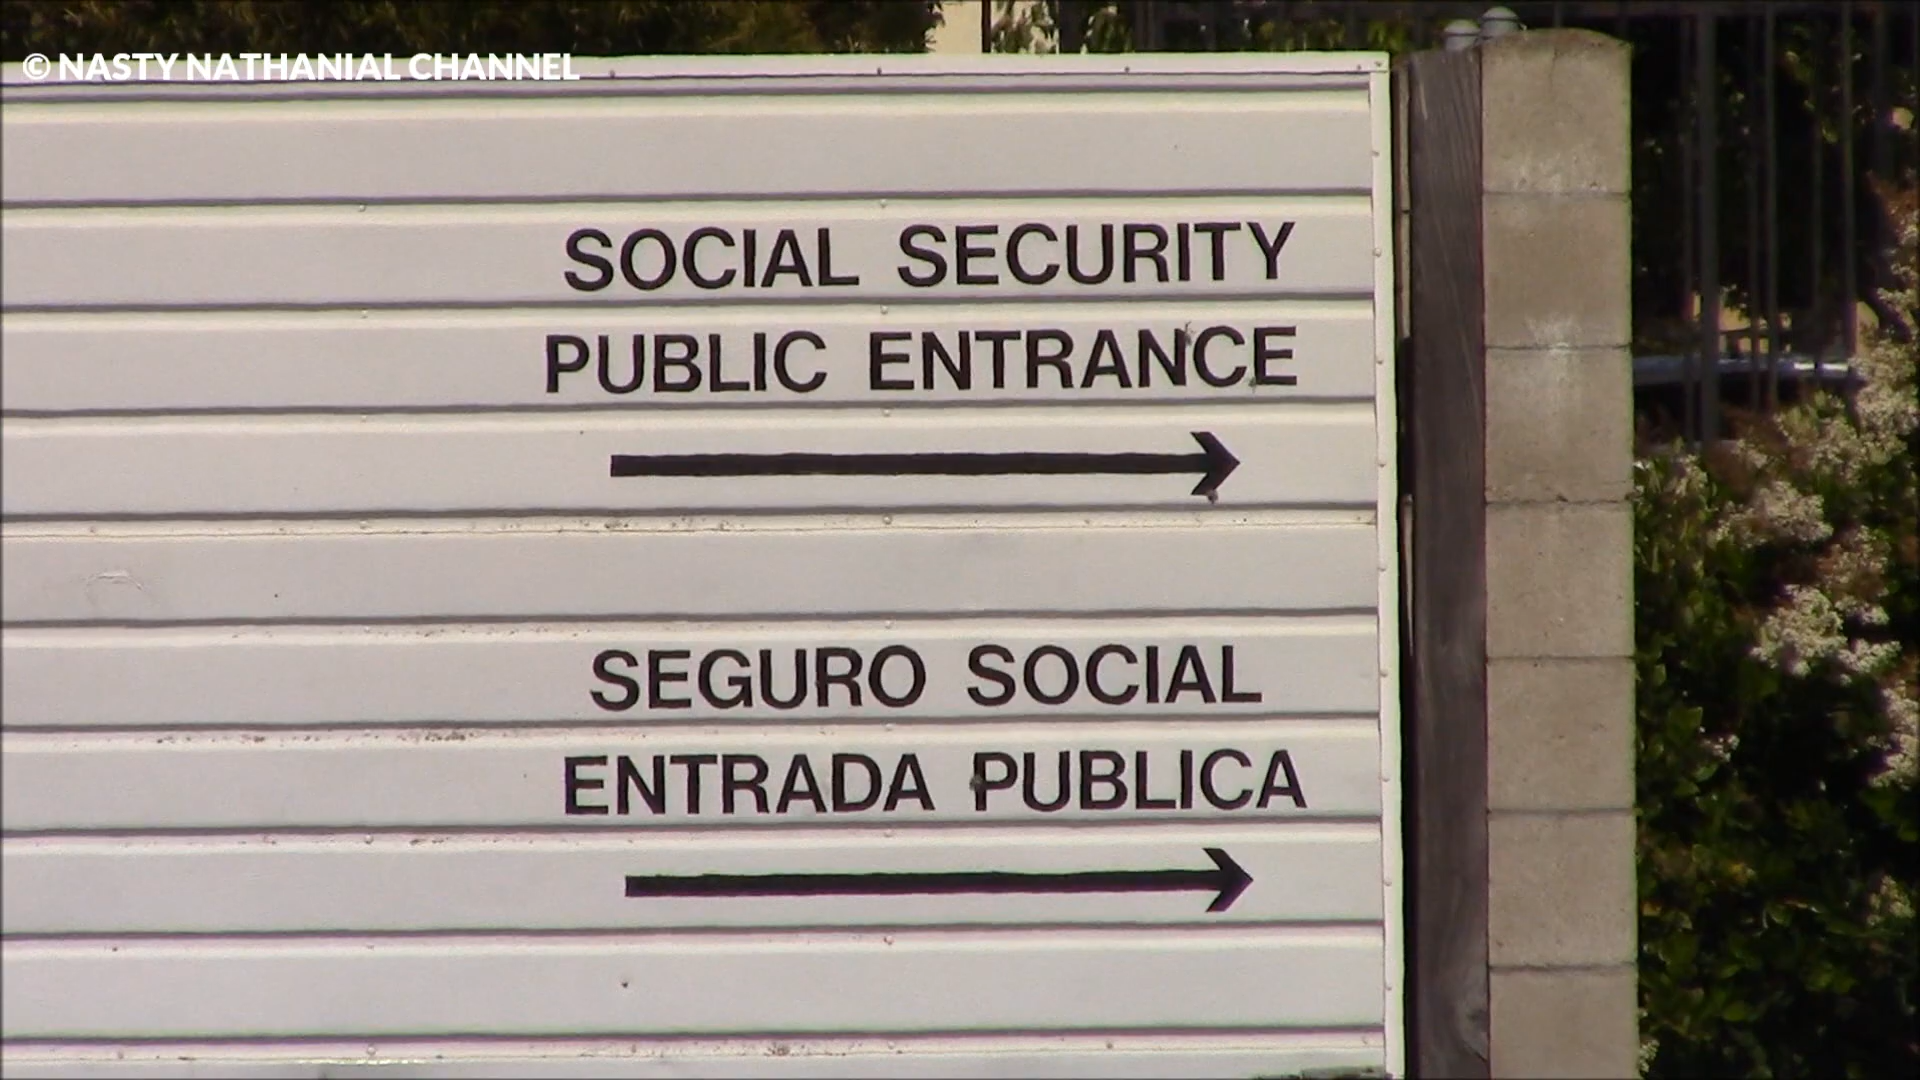 © NASTY NATHANIAL CHANNEL
SOCIAL SECURITY
PUBLIC ENTRANCE
SEGURO SOCIAL
ENTRADA PUBLICA